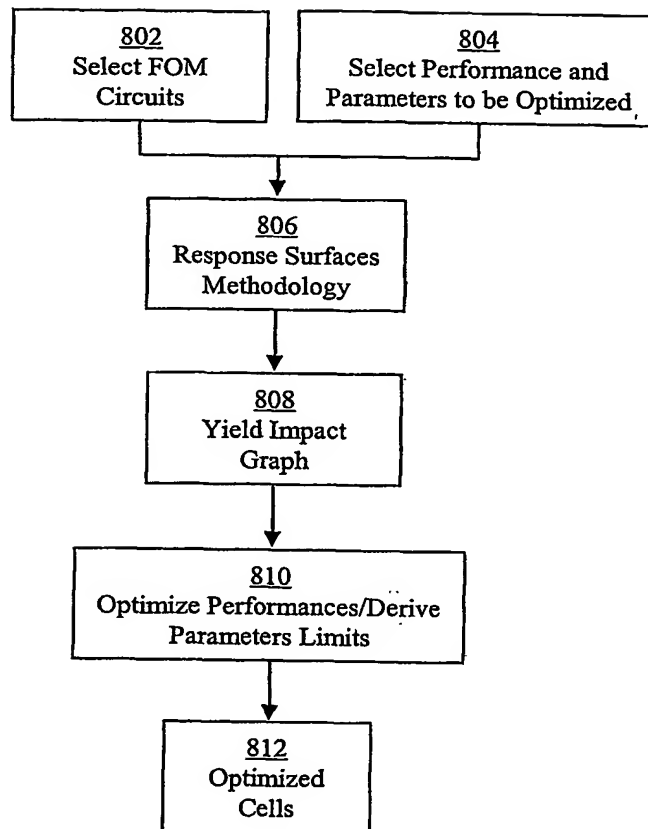 802
Select FOM
Circuits
804
Select Performance and
Parameters to be Optimized
806
Response Surfaces
Methodology
808
Yield Impact
Graph
810
Optimize Performances/Derive
Parameters Limits
812
Optimized
Cells